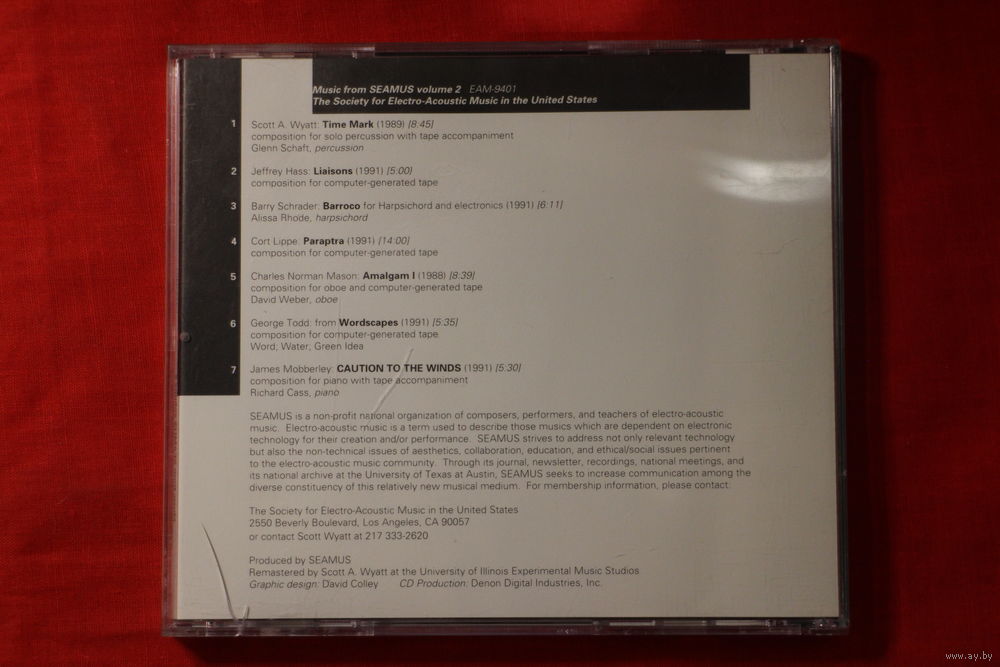 Music from SEAMUS volume 2 EAM-9401
The Society for Electro-Acoustic Music in the United States
1 Scott A. Wyatt: Time Mark (1989) [8:45]
composition for solo percussion with tape accompaniment
Glenn Schaft, percussion
2 Jeffrey Hass: Liaisons (1991) [5:00]
composition for computer-generated tape
3 Barry Schrader: Barroco for Harpsichord and electronics (1991) [6:11]
Alissa Rhode, harpsichord
4 Cort Lippe: Paraptra (1991) [14:00]
composition for computer-generated tape
5 Charles Norman Mason: Amalgam I (1988) [8:39]
composition for oboe and computer-generated tape
David Weber, oboe
6 George Todd: from Wordscapes (1991) [5:35]
composition for computer-generated tape
Word; Water; Green Idea
7 James Mobberley: CAUTION TO THE WINDS (1991) [5:30]
composition for piano with tape accompaniment
Richard Cass, piano
SEAMUS is a non-profit national organization of composers, performers, and teachers of electro-acoustic
music. Electro-acoustic music is a term used to describe those musics which are dependent on electronic
technology for their creation and/or performance. SEAMUS strives to address not only relevant technology
but also the non-technical issues of aesthetics, collaboration, education, and ethical/social issues pertinent
to the electro-acoustic music community. Through its journal, newsletter, recordings, national meetings, and
its national archive at the University of Texas at Austin, SEAMUS seeks to increase communication among the
diverse constituency of this relatively new musical medium. For membership information, please contact:
The Society for Electro-Acoustic Music in the United States
2550 Beverly Boulevard, Los Angeles, CA 90057
or contact Scott Wyatt at 217 333-2620
Produced by SEAMUS
Remastered by Scott A. Wyatt at the University of Illinois Experimental Music Studios
Graphic design: David Colley CD Production: Denon Digital Industries, Inc.
www.ay.by